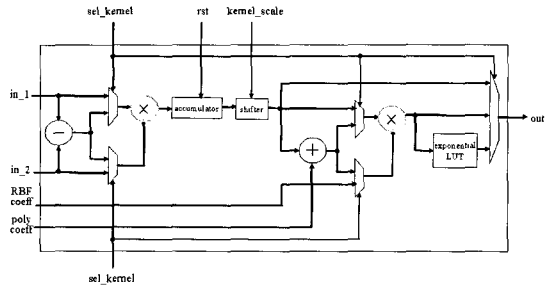 sel_kernel
rst
kernel_scale
in_1
×
accumulator
shifter
×
out
−
+
exponential
LUT
in_2
RBF
coeff
poly
coeff
sel_kernel